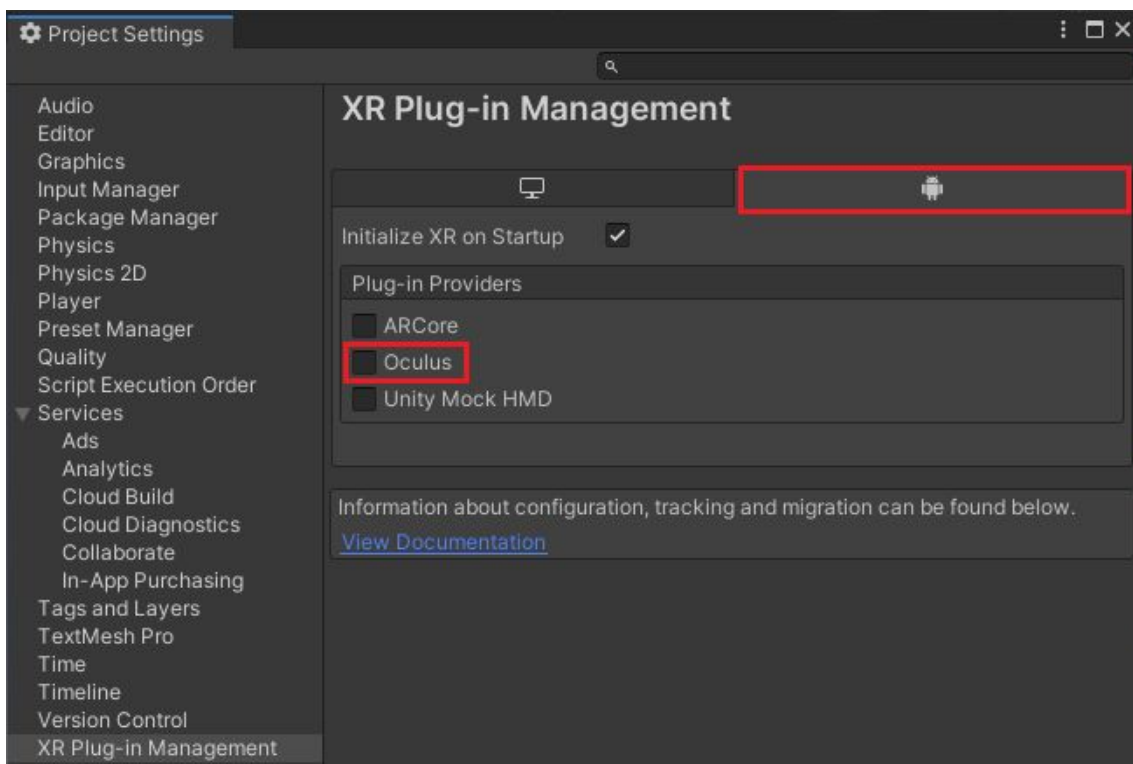 Project Settings
XR Plug-in Management
Audio
Editor
Graphics
Input Manager
Package Manager
Physics
Physics 2D
Player
Preset Manager
Quality
Script Execution Order
Services
Ads
Analytics
Cloud Build
Cloud Diagnostics
Collaborate
In-App Purchasing
Tags and Layers
TextMesh Pro
Time
Timeline
Version Control
XR Plug-in Management
Initialize XR on Startup
Plug-in Providers
ARCore
Oculus
Unity Mock HMD
Information about configuration, tracking and migration can be found below.
View Documentation